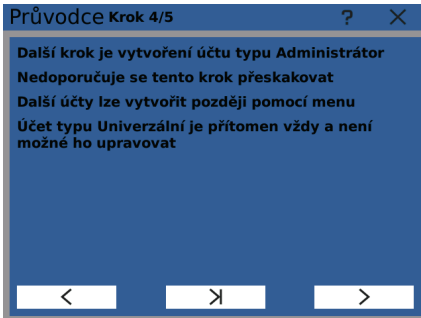 Průvodce Krok 4/5 ?
Další krok je vytvoření účtu typu Administrátor
Nedoporučuje se tento krok přeskakovat
Další účty lze vytvořit později pomocí menu
Účet typu Univerzální je přítomen vždy a není
možné ho upravovat